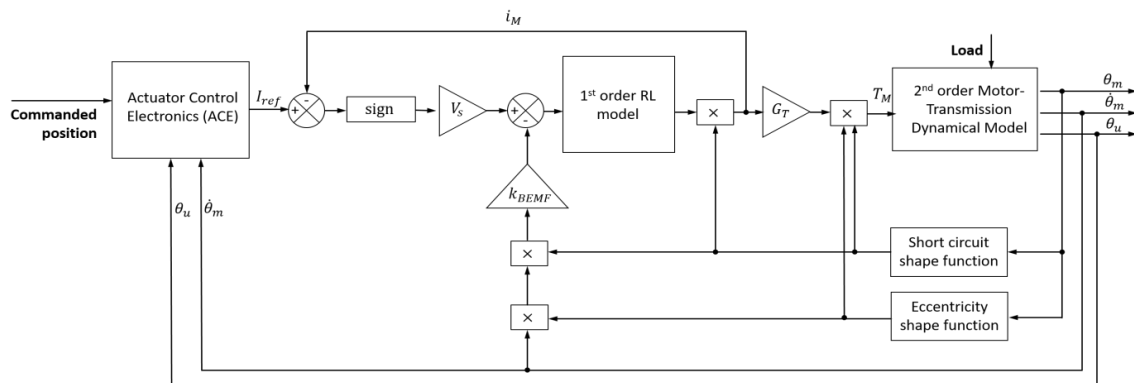 i_M
Load
Commanded
position
Actuator Control
Electronics (ACE)
I_ref
+
-
sign
V_s
+
-
1st order RL
model
×
G_T
×
T_M
2nd order Motor-
Transmission
Dynamical Model
θ_m
θ̇_m
θ_u
k_BEMF
θ_u
θ̇_m
×
Short circuit
shape function
×
Eccentricity
shape function